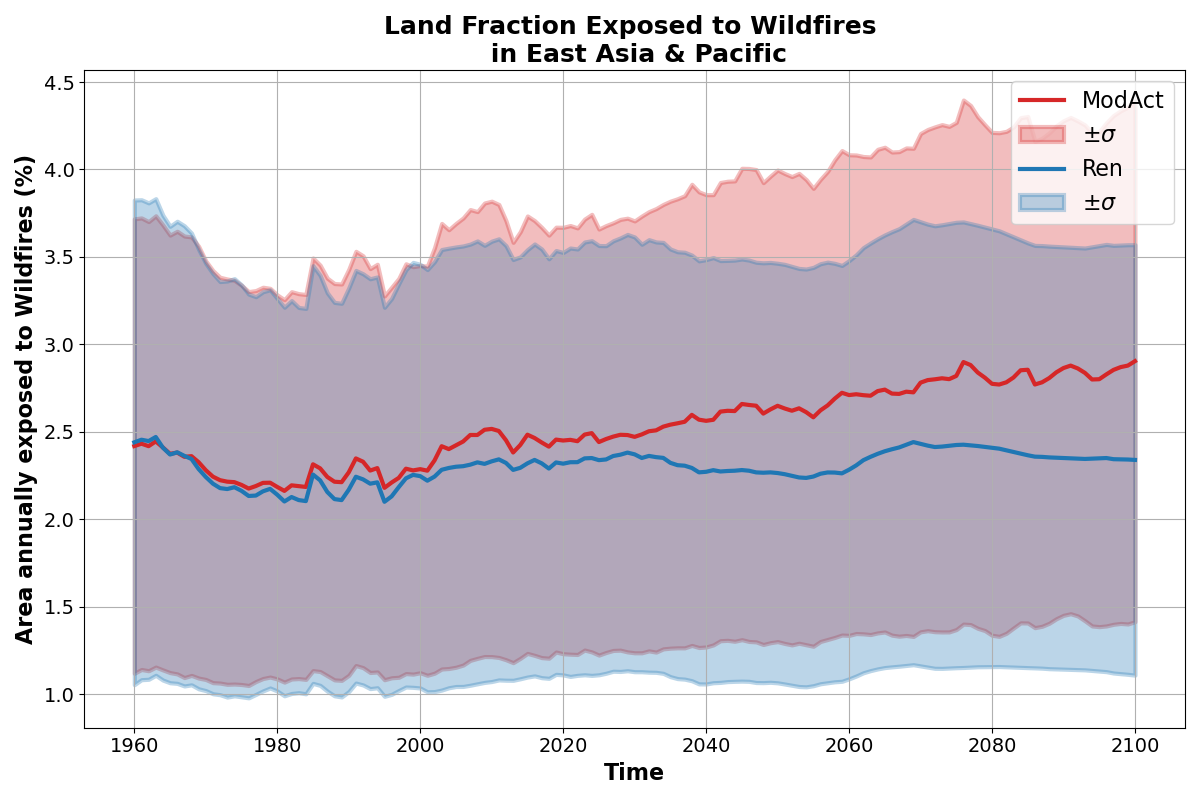 Land Fraction Exposed to Wildfires
in East Asia & Pacific
Area annually exposed to Wildfires (%)
4.5
4.0
3.5
3.0
2.5
2.0
1.5
1.0
ModAct
±σ
Ren
±σ
1960
1980
2000
2020
2040
2060
2080
2100
Time